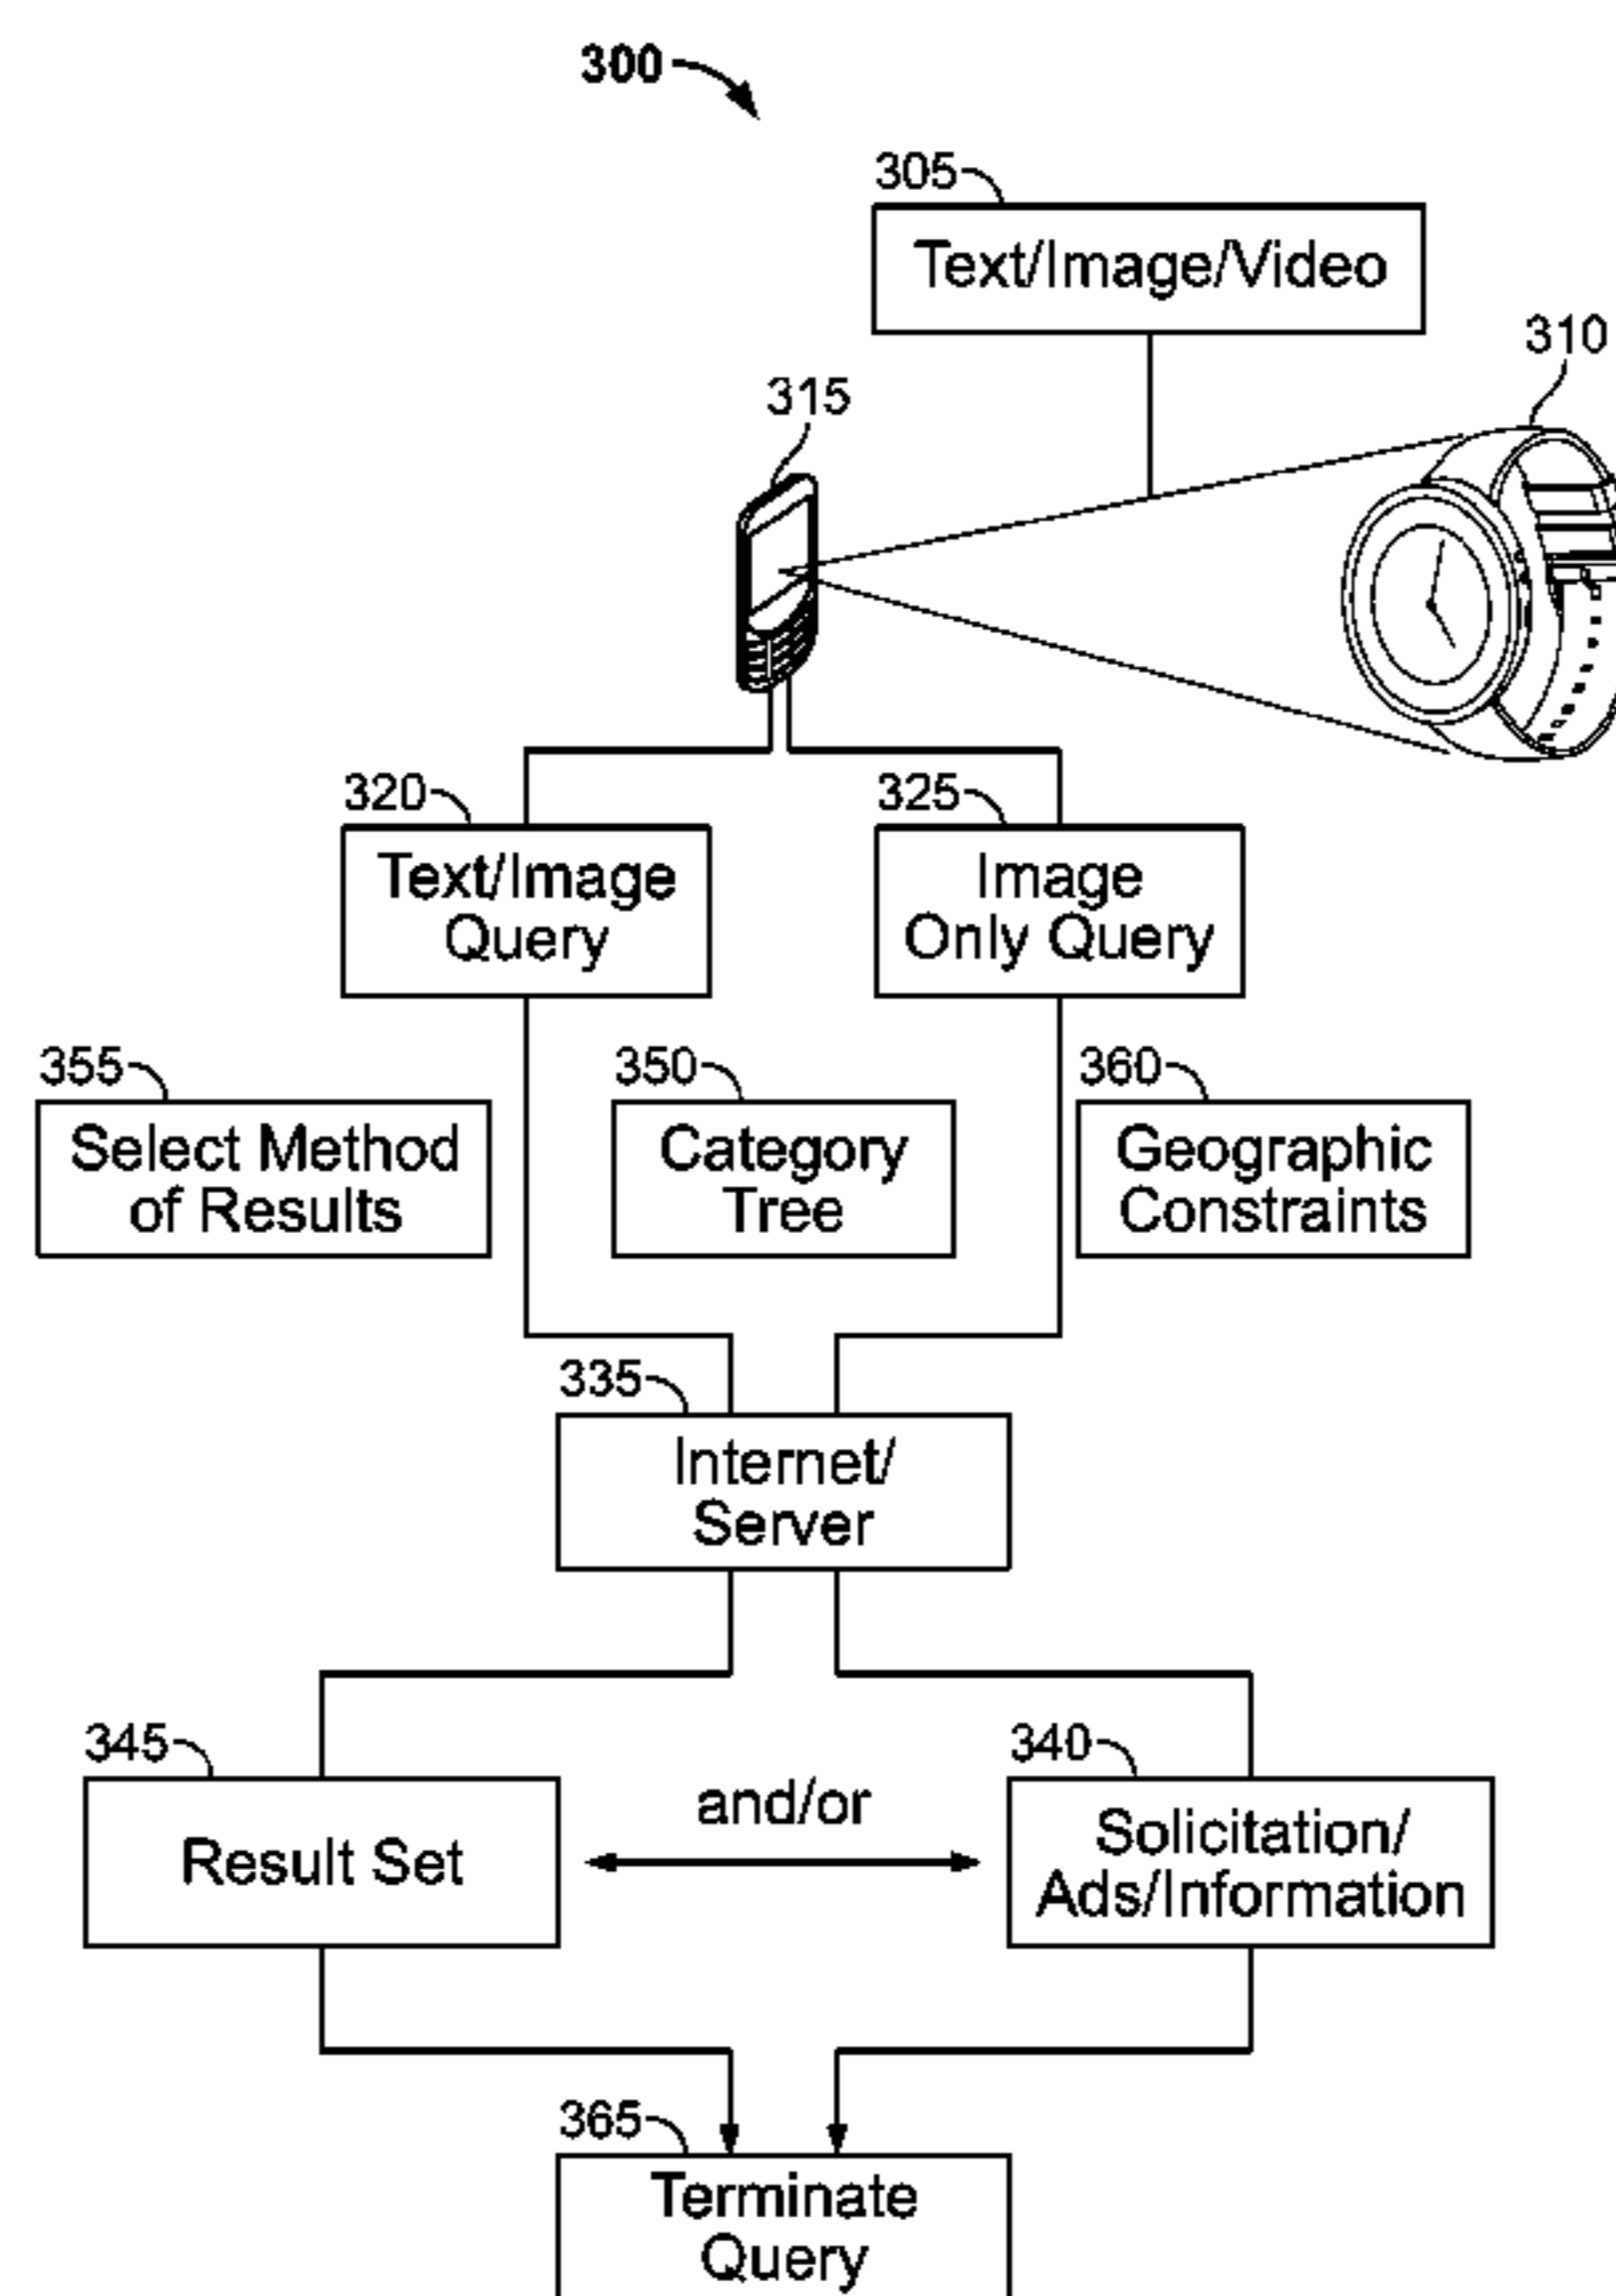 300
305
Text/Image/Video
310
315
320
325
Text/Image
Query
Image
Only Query
355
350
360
Select Method
of Results
Category
Tree
Geographic
Constraints
335
Internet/
Server
345
340
Result Set
and/or
Solicitation/
Ads/Information
365
Terminate
Query